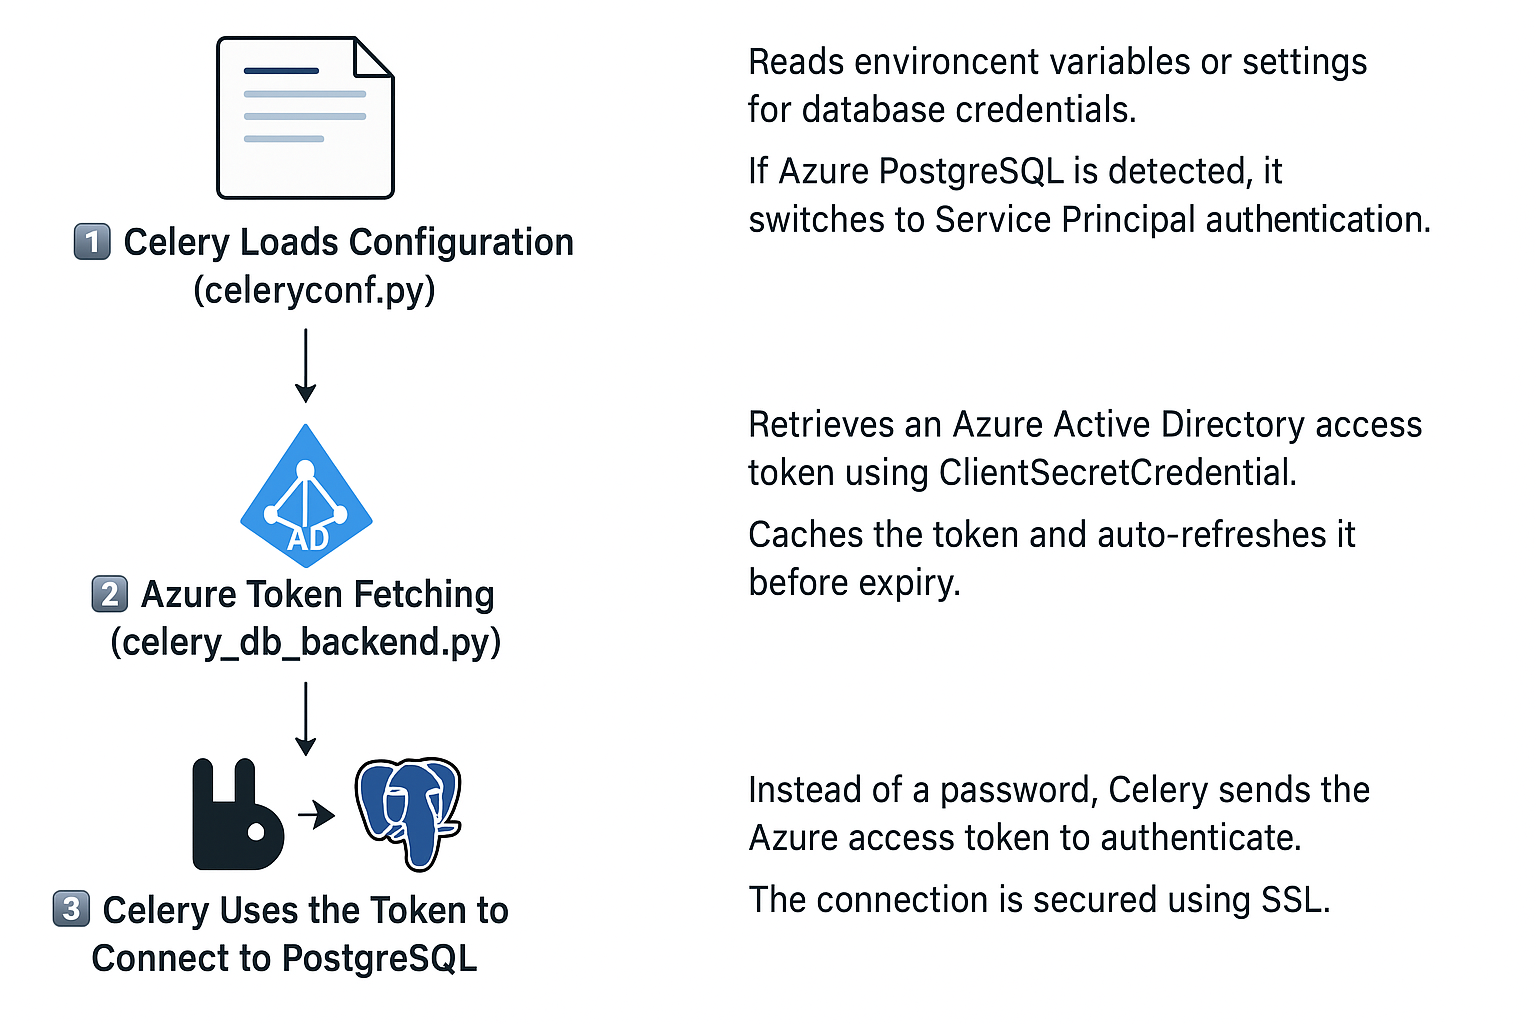 Reads environcent variables or settings
for database credentials.
If Azure PostgreSQL is detected, it
switches to Service Principal authentication.
1 Celery Loads Configuration
(celeryconf.py)
Retrieves an Azure Active Directory access
token using ClientSecretCredential.
Caches the token and auto-refreshes it
before expiry.
AD
2 Azure Token Fetching
(celery_db_backend.py)
Instead of a password, Celery sends the
Azure access token to authenticate.
The connection is secured using SSL.
3 Celery Uses the Token to
Connect to PostgreSQL